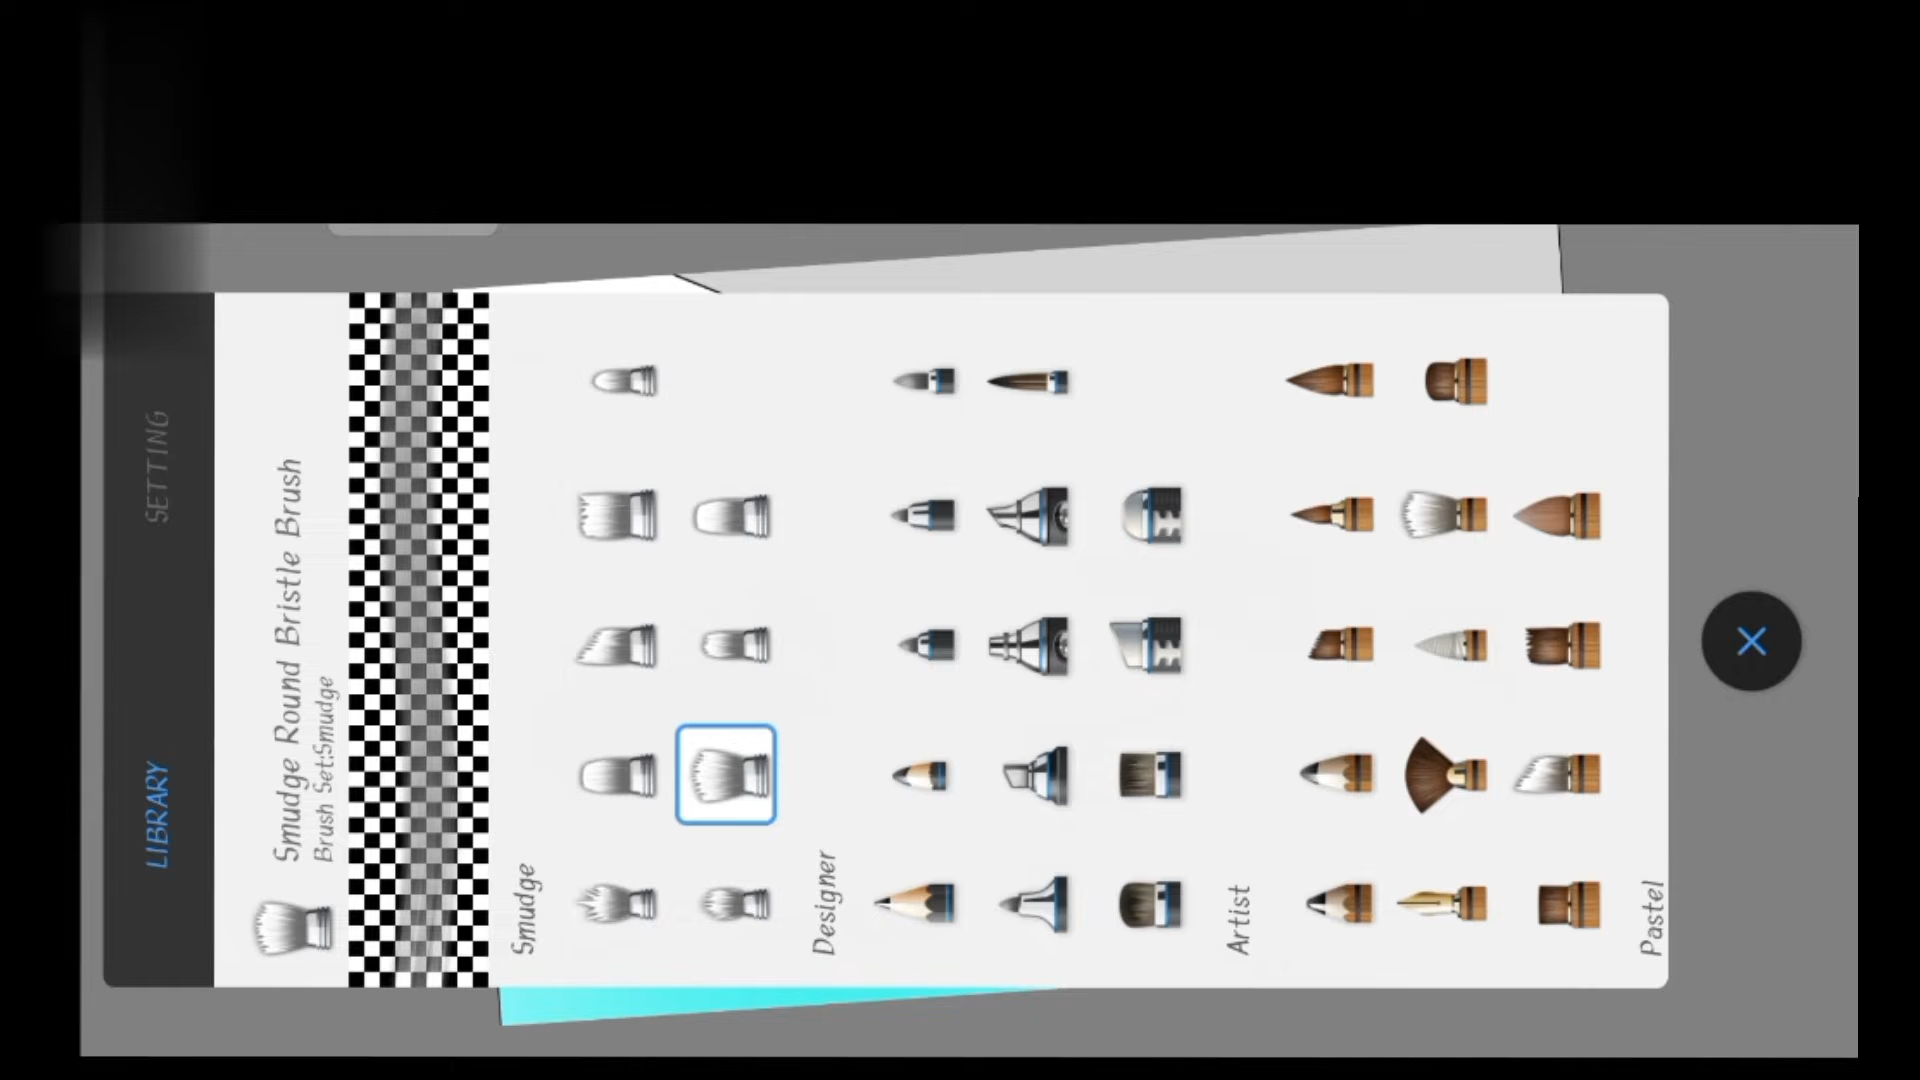 LIBRARY
SETTING
Smudge Round Bristle Brush
Brush Set:Smudge
Smudge
Designer
Artist
Pastel